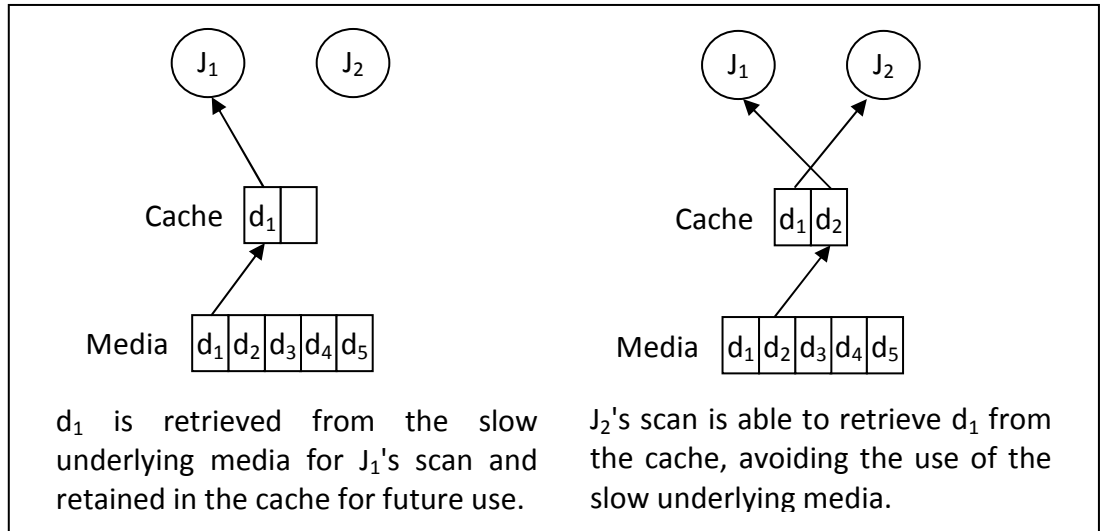 J₁ J₂
Cache d₁
Media d₁ d₂ d₃ d₄ d₅
d₁ is retrieved from the slow
underlying media for J₁'s scan and
retained in the cache for future use.
J₁ J₂
Cache d₁ d₂
Media d₁ d₂ d₃ d₄ d₅
J₂'s scan is able to retrieve d₁ from
the cache, avoiding the use of the
slow underlying media.